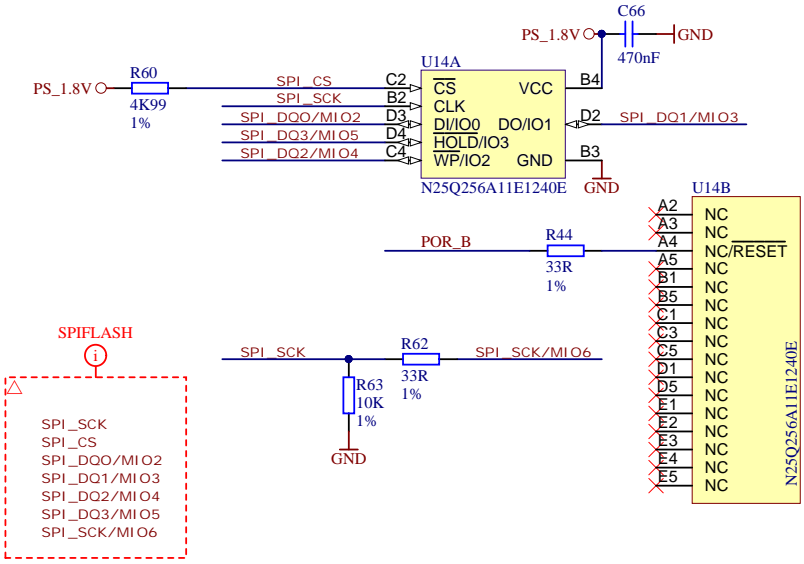 C66
PS_1.8V
GND
470nF
U14A
R60
PS_1.8V
4K99
1%
SPI_CS
C2
CS
VCC
B4
SPI_SCK
B2
CLK
SPI_DQ0/MIO2
D3
DI/IO0
DO/IO1
D2
SPI_DQ1/MIO3
SPI_DQ3/MIO5
D4
HOLD/IO3
SPI_DQ2/MIO4
C4
WP/IO2
GND
B3
N25Q256A11E1240E
GND
U14B
A2
NC
A3
NC
POR_B
R44
33R
1%
A4
NC/RESET
A5
NC
B1
NC
B5
NC
C1
NC
C3
NC
C5
NC
D1
NC
D5
NC
E1
NC
E2
NC
E3
NC
E4
NC
E5
NC
N25Q256A11E1240E
SPI_SCK
R62
33R
1%
SPI_SCK/MIO6
R63
10K
1%
GND
SPIFLASH
i
SPI_SCK
SPI_CS
SPI_DQ0/MIO2
SPI_DQ1/MIO3
SPI_DQ2/MIO4
SPI_DQ3/MIO5
SPI_SCK/MIO6